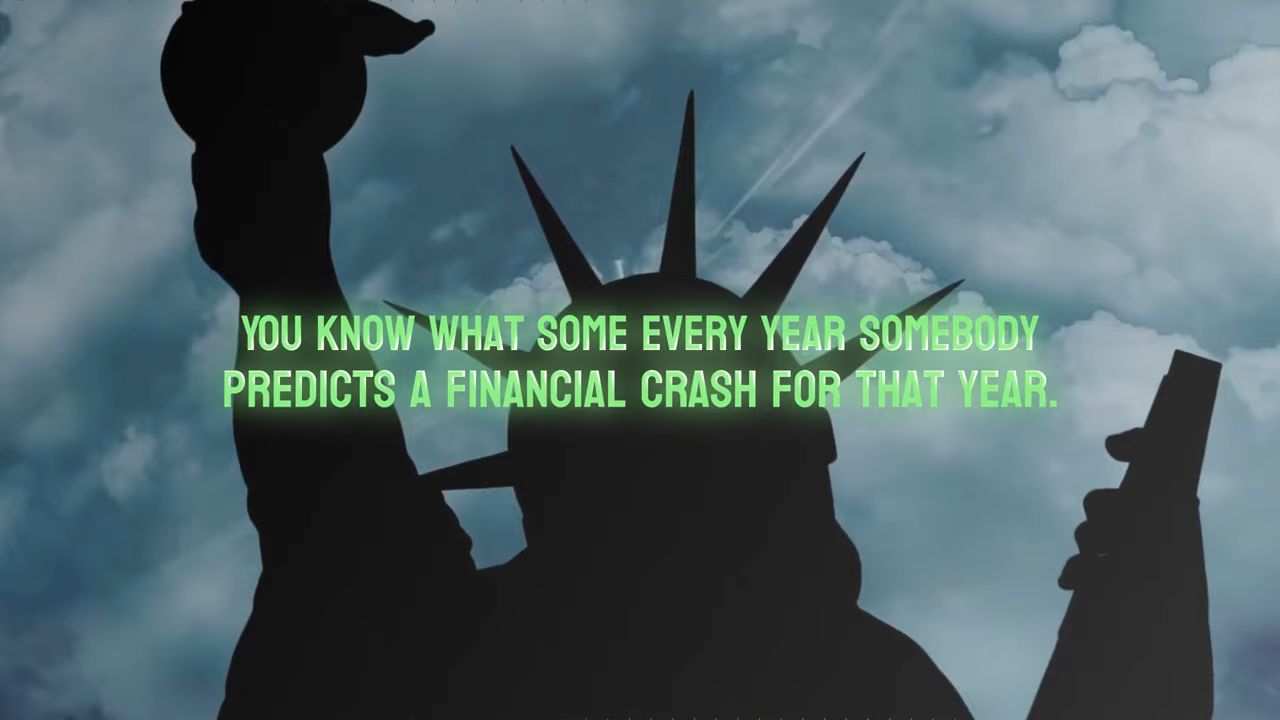 YOU KNOW WHAT SOME EVERY YEAR SOMEBODY
PREDICTS A FINANCIAL CRASH FOR THAT YEAR.